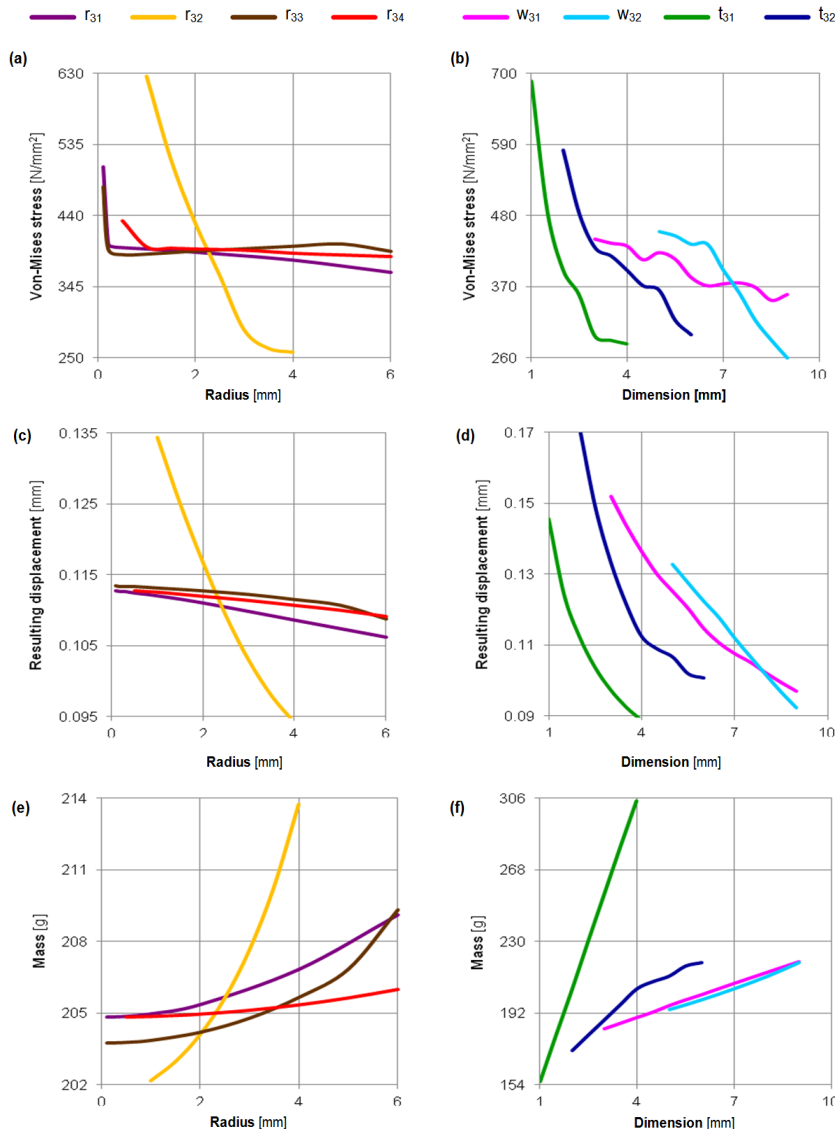 r31 r32 r33 r34 w31 w32 t31 t32
(a)
630
535
440
345
250
Von-Mises stress [N/mm²]
0 2 4 6
Radius [mm]
(b)
700
590
480
370
260
Von-Mises stress [N/mm²]
1 4 7 10
Dimension [mm]
(c)
0.135
0.125
0.115
0.105
0.095
Resulting displacement [mm]
0 2 4 6
Radius [mm]
(d)
0.17
0.15
0.13
0.11
0.09
Resulting displacement [mm]
1 4 7 10
Dimension [mm]
(e)
214
211
208
205
202
Mass [g]
0 2 4 6
Radius [mm]
(f)
306
268
230
192
154
Mass [g]
1 4 7 10
Dimension [mm]